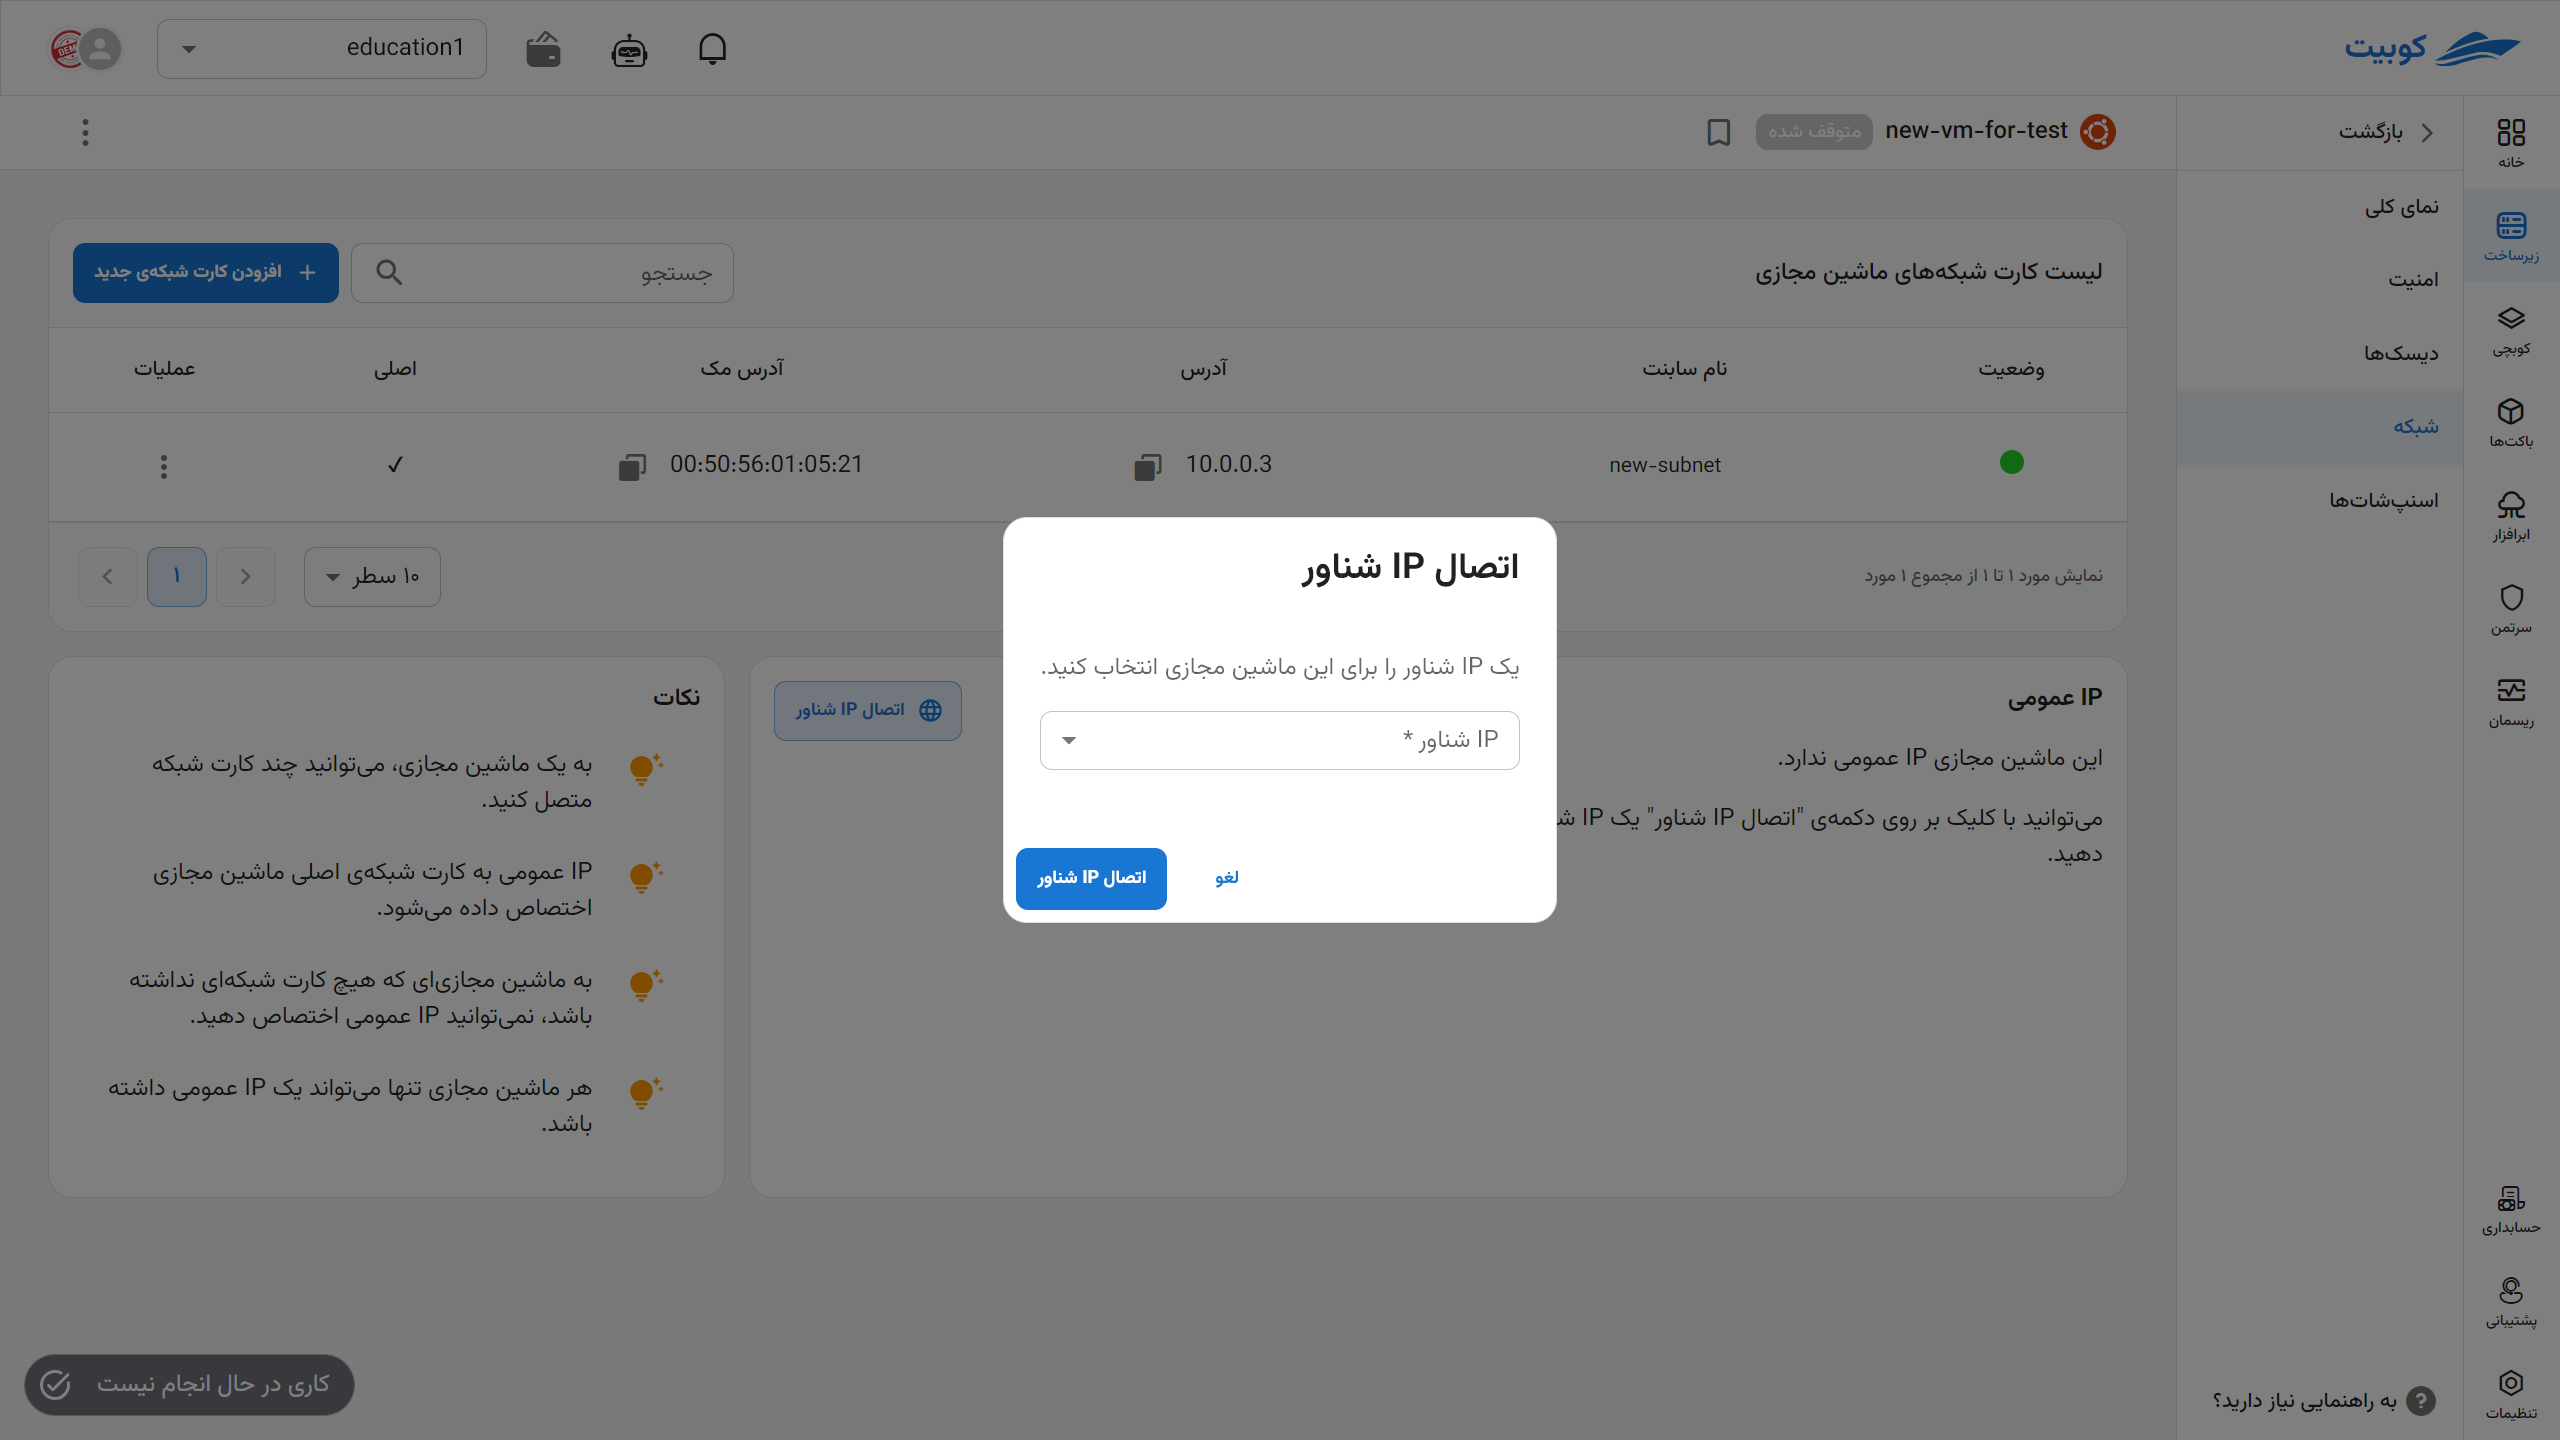 کوبیت
education1
DEMO
خانه
زیرساخت
کوبچی
باکت‌ها
ابرافزار
سرتمن
ریسمان
حسابداری
پشتیبانی
تنظیمات
بازگشت
نمای کلی
امنیت
دیسک‌ها
شبکه
اسنپ‌شات‌ها
به راهنمایی نیاز دارید؟
new-vm-for-test
متوقف شده
لیست کارت شبکه‌های ماشین مجازی
جستجو
افزودن کارت شبکه‌ی جدید
وضعیت نام سابنت آدرس آدرس مک اصلی عملیات
new-subnet 10.0.0.3 00:50:56:01:05:21
نمایش مورد ۱ تا ۱ از مجموع ۱ مورد
۱۰ سطر
۱
اتصال IP شناور
یک IP شناور را برای این ماشین مجازی انتخاب کنید.
IP شناور *
لغو
اتصال IP شناور
IP عمومی
اتصال IP شناور
این ماشین مجازی IP عمومی ندارد.
می‌توانید با کلیک بر روی دکمه‌ی "اتصال IP شناور" یک IP
دهید.
نکات
به یک ماشین مجازی، می‌توانید چند کارت شبکه
متصل کنید.
IP عمومی به کارت شبکه‌ی اصلی ماشین مجازی
اختصاص داده می‌شود.
به ماشین مجازی‌ای که هیچ کارت شبکه‌ای نداشته
باشد، نمی‌توانید IP عمومی اختصاص دهید.
هر ماشین مجازی تنها می‌تواند یک IP عمومی داشته
باشد.
کاری در حال انجام نیست